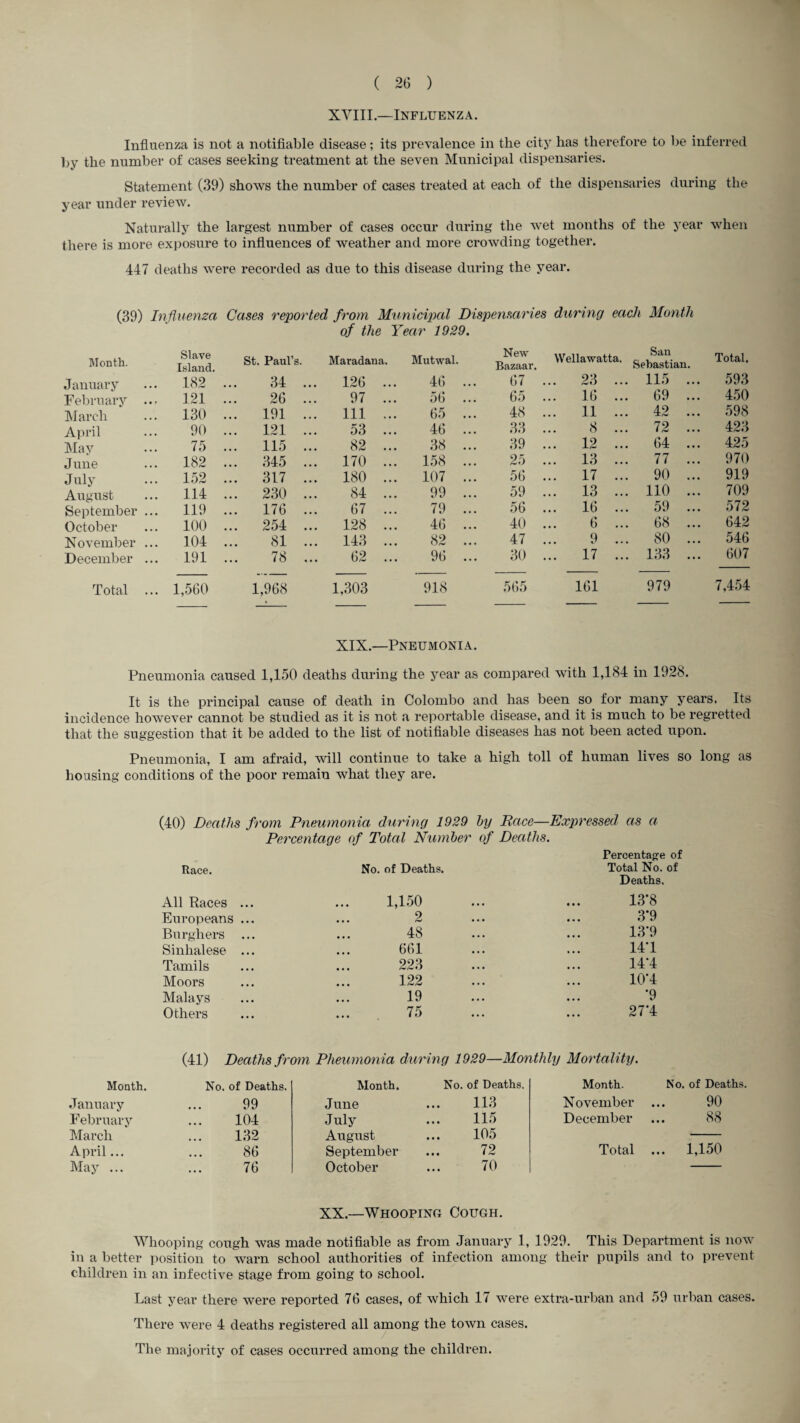 ( 26 )
XVIII.—INFLUENZA.
Influenza is not a notifiable disease; its prevalence in the city has therefore to be inferred
by the number of cases seeking treatment at the seven Municipal dispensaries.
Statement (39) shows the number of cases treated at each of the dispensaries during the
year under review.
Naturally the largest number of cases occur during the wet months of the year when
there is more exposure to influences of weather and more crowding together.
447 deaths were recorded as due to this disease during the year.
(39) Influenza Cases reported from Municipal Dispensaries during each Month
of the Year 1929.
Month. Slave Island. St. Paul's. Maradana. Mutwal. New Bazaar. Wellawatta. San Sebastian. Total.
January ... 182 ... 34 ... 126 ... 46 ... 67 ... 23 ... 115 ... 593
February ... 121 ... 26 ... 97 ... 56 ... 65 ... 16 ... 69 ... 450
March ... 130 ... 191 ... 111 ... 65 ... 48 ... 11 ... 42 ... 598
April ... 90 ... 121 ... 53 ... 46 ... 33 ... 8 ... 72 ... 423
May ... 75 ... 115 ... 82 ... 38 ... 39 ... 12 ... 64 ... 425
June ... 182 ... 345 ... 170 ... 158 ... 25 ... 13 ... 77 ... 970
July ... 152 ... 317 ... 180 ... 107 ... 56 ... 17 ... 90 ... 919
August ... 114 ... 230 ... 84 ... 99 ... 59 ... 13 ... 110 ... 709
September ... 119 ... 176 ... 67 ... 79 ... 56 ... 16 ... 59 ... 572
October ... 100 ... 254 ... 128 ... 46 ... 40 ... 6 ... 68 ... 642
November ... 104 ... 81 ... 143 ... 82 ... 47 ... 9 ... 80 ... 546
December ... 191 ... 78 ... 62 ... 96 ... 30 ... 17 ... 133 ... 607
Total ... 1,560 1,968 1,303 918 565 161 979 7,454
XIX.—PNEUMONIA.
Pneumonia caused 1,150 deaths during the year as compared with 1,184 in 1928.
It is the principal cause of death in Colombo and has been so for many years. Its
incidence however cannot be studied as it is not a reportable disease, and it is much to be regretted
that the suggestion that it be added to the list of notifiable diseases has not been acted upon.
Pneumonia, I am afraid, will continue to take a high toll of human lives so long as
housing conditions of the poor remain what they are.
(40) Deaths from Pneumonia during 1929 by Race—Expressed as a
Percentage of Total Number of Deaths.
Race. No. of Deaths. Percentage of Total No. of Deaths.
All Races ... ... 1,150 ... ... 13·8
Europeans ... ... 2 ... ... 3·9
Burghers ... ... 48 ... ... 13·9
Sinhalese ... ... 661 ... ... 14·1
Tamils ... ... 223 ... ... 14·4
Moors ... ... 122 ... ... 10·4
Malays ... ... 19 ... ... ·9
Others ... ... 75 ... ... 27·4
(41) Deaths from Pheumonia during 1929—Monthly Mortality.
Month. No. of Deaths. Month. No. of Deaths. Month. No. of Deaths.
January ... 99 June ... 113 November ... 90
February ... 104 July ... 115 December ... 88
March ... 132 August ... 105
April ... ... 86 September ... 72 Total ... 1,150
May ... ... 76 October ... 70
XX.—WHOOPING COUGH.
Whooping cough was made notifiable as from January 1, 1929. This Department is now
in a better position to warn school authorities of infection among their pupils and to prevent
children in an infective stage from going to school.
Last year there were reported 76 cases, of which 17 were extra-urban and 59 urban cases.
There were 4 deaths registered all among the town cases.
The majority of cases occurred among the children.